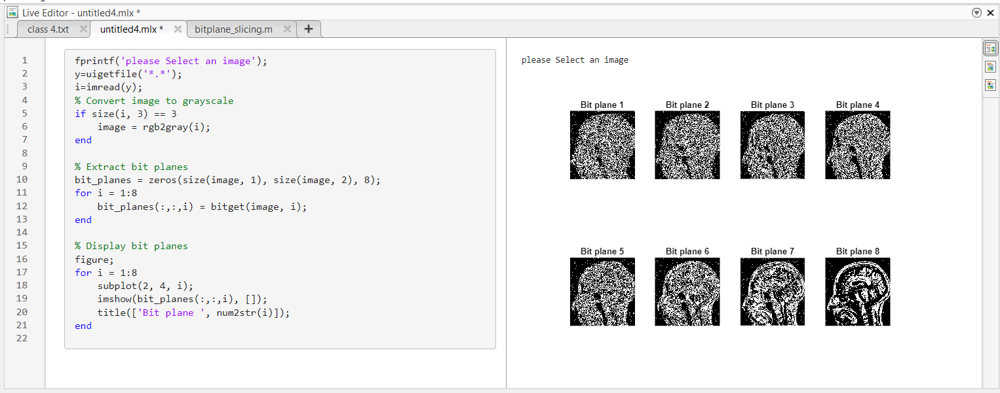 Live Editor - untitled4.mlx *
class 4.txt untitled4.mlx * bitplane_slicing.m
1 fprintf('please Select an image');
2 y=uigetfile('*.*');
3 i=imread(y);
4 % Convert image to grayscale
5 if size(i, 3) == 3
6     image = rgb2gray(i);
7 end
8
9 % Extract bit planes
10 bit_planes = zeros(size(image, 1), size(image, 2), 8);
11 for i = 1:8
12     bit_planes(:,:,i) = bitget(image, i);
13 end
14
15 % Display bit planes
16 figure;
17 for i = 1:8
18     subplot(2, 4, i);
19     imshow(bit_planes(:,:,i), []);
20     title(['Bit plane ', num2str(i)]);
21 end
22
please Select an image
Bit plane 1 Bit plane 2 Bit plane 3 Bit plane 4
Bit plane 5 Bit plane 6 Bit plane 7 Bit plane 8